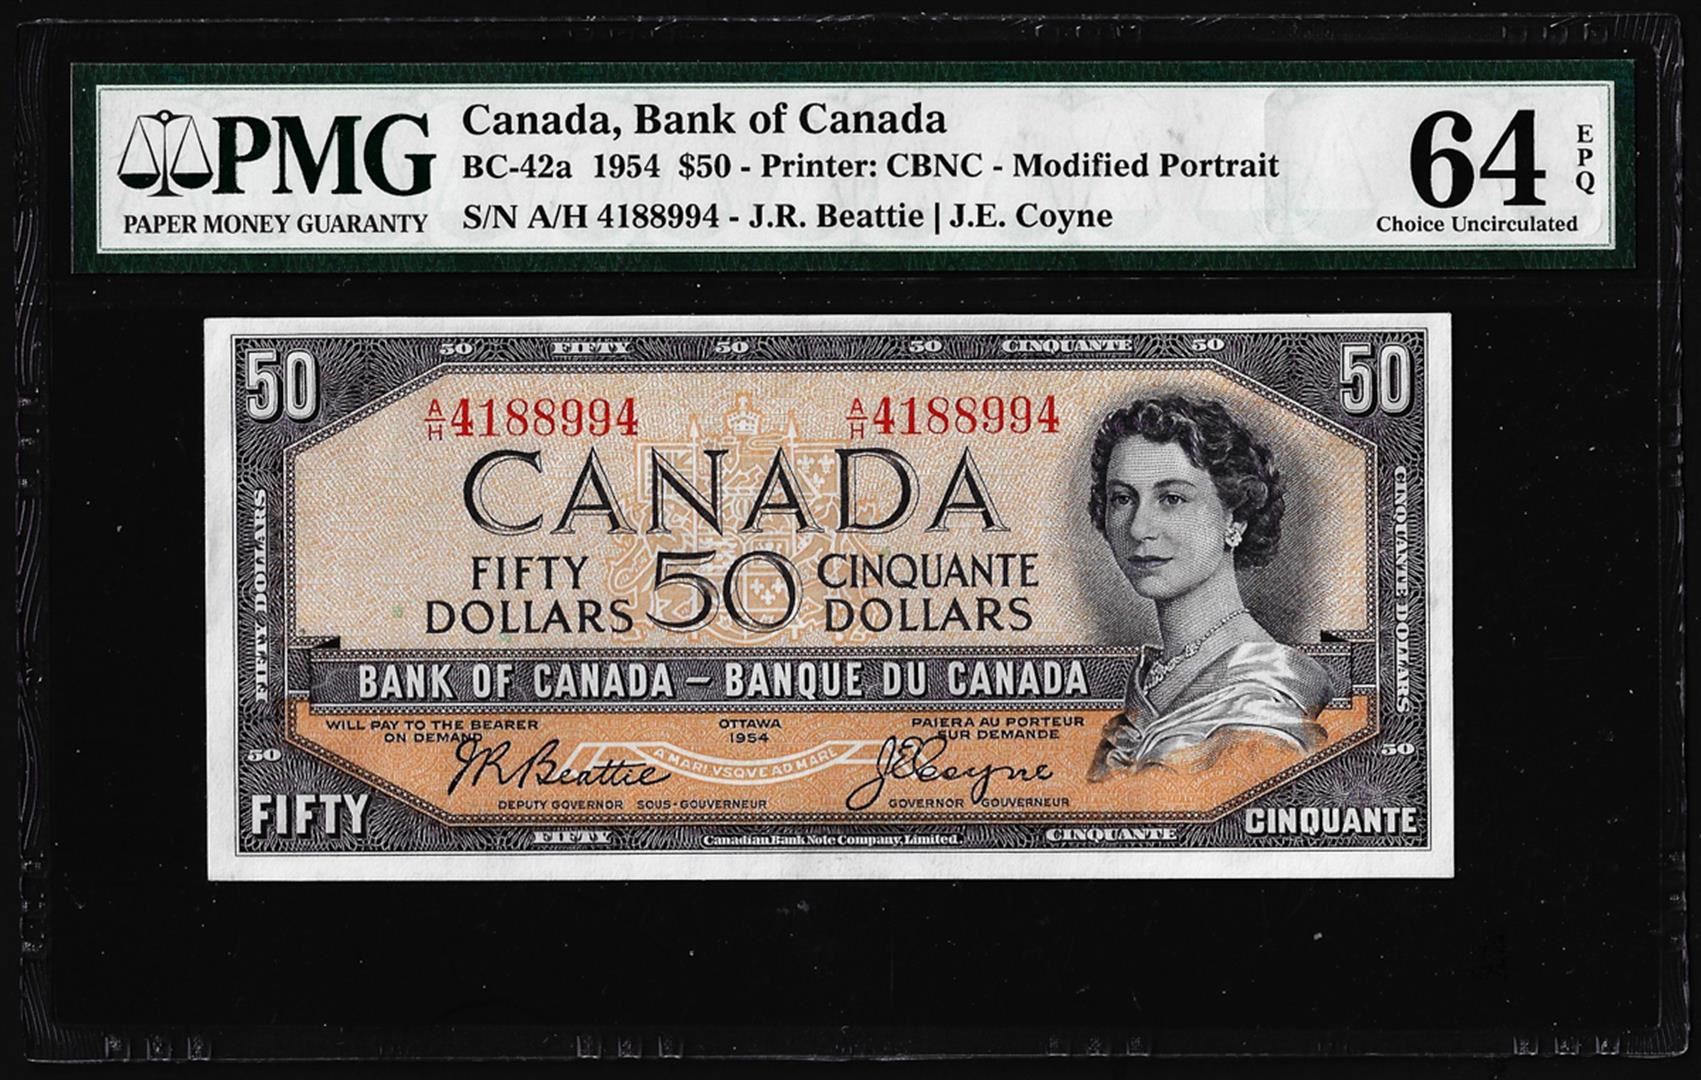 PMG
PAPER MONEY GUARANTY
Canada, Bank of Canada
BC-42a 1954 $50 - Printer: CBNC - Modified Portrait
S/N A/H 4188994 - J.R. Beattie | J.E. Coyne
64 EPQ
Choice Uncirculated
50 FIFTY 50 50 CINQUANTE 50
50 50
A/H 4188994 A/H 4188994
CANADA
FIFTY DOLLARS 50 CINQUANTE DOLLARS
FIFTY DOLLARS
CINQUANTE DOLLARS
BANK OF CANADA – BANQUE DU CANADA
WILL PAY TO THE BEARER ON DEMAND
OTTAWA
1954
PAIERA AU PORTEUR SUR DEMANDE
50 50
A MARI VSQVE AD MARE
JRBeattie
JECoyne
DEPUTY GOVERNOR SOUS-GOUVERNEUR
GOVERNOR GOUVERNEUR
FIFTY CINQUANTE
FIFTY Canadian Bank Note Company, Limited. CINQUANTE